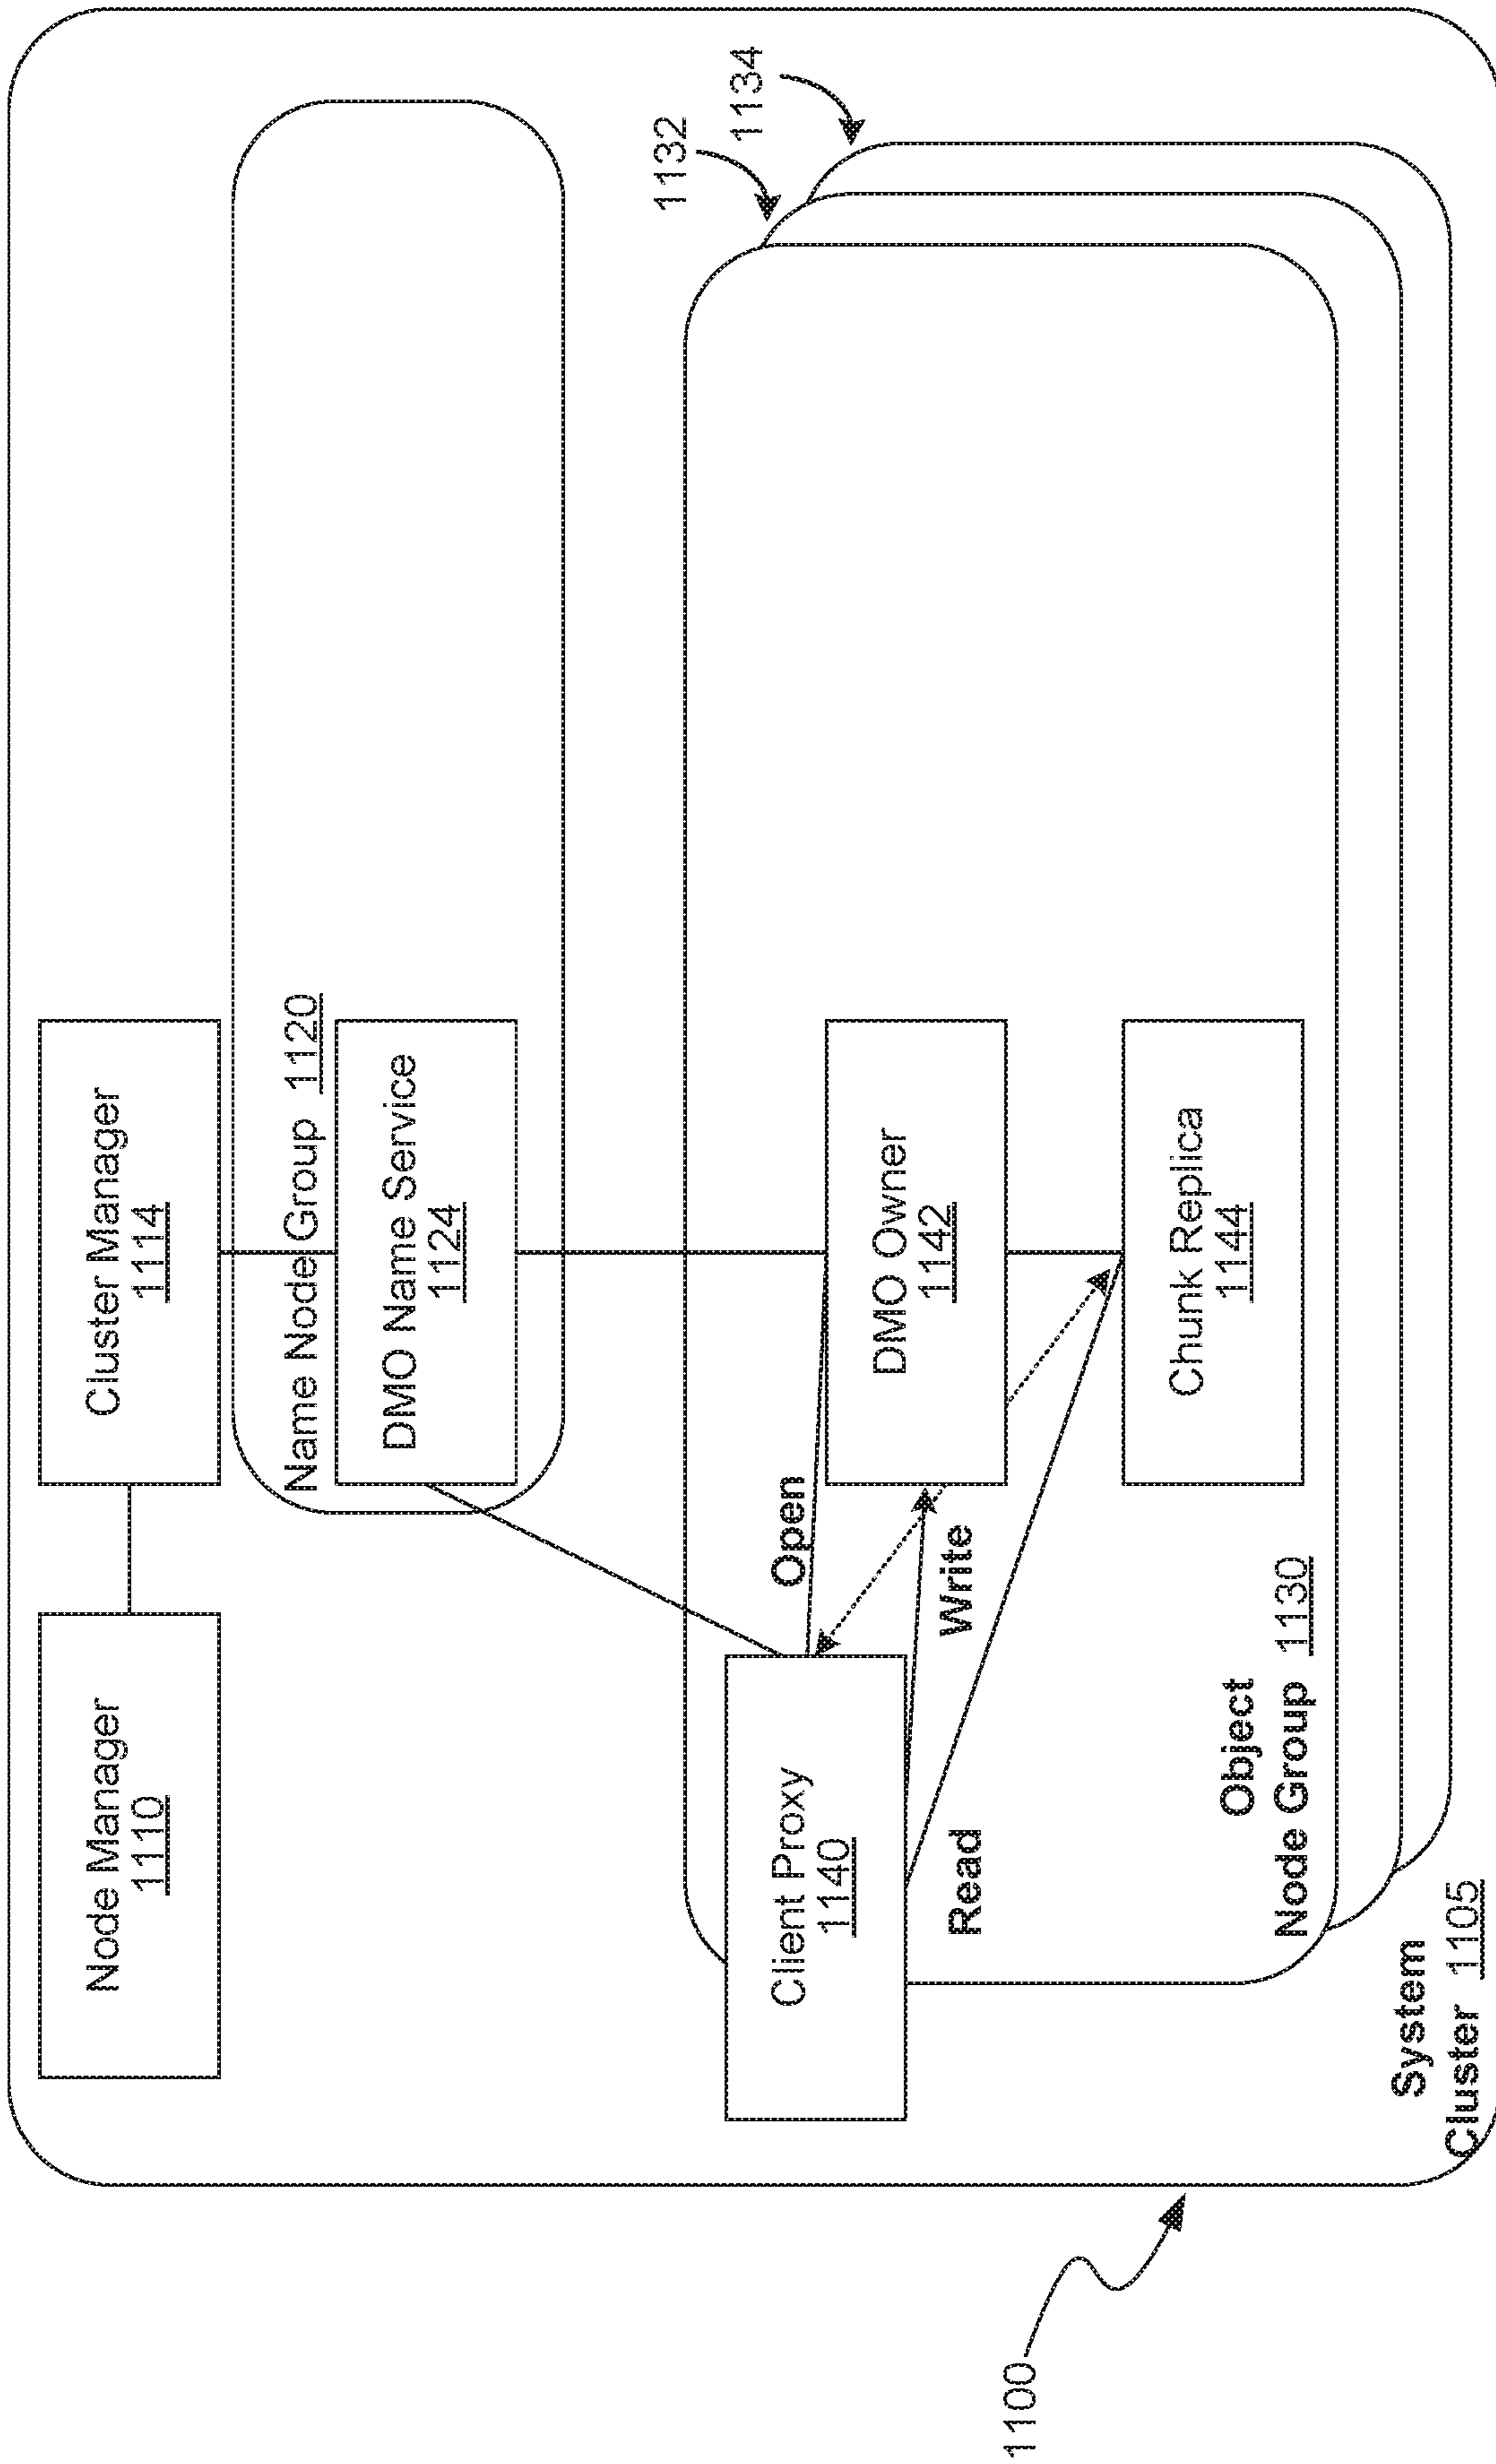 Node Manager
1110
Cluster Manager
1114
Name Node Group 1120
DMO Name Service
1124
1132
1134
Client Proxy
1140
Open
DMO Owner
1142
Write
Read
Chunk Replica
1144
Object
Node Group 1130
System
Cluster 1105
1100